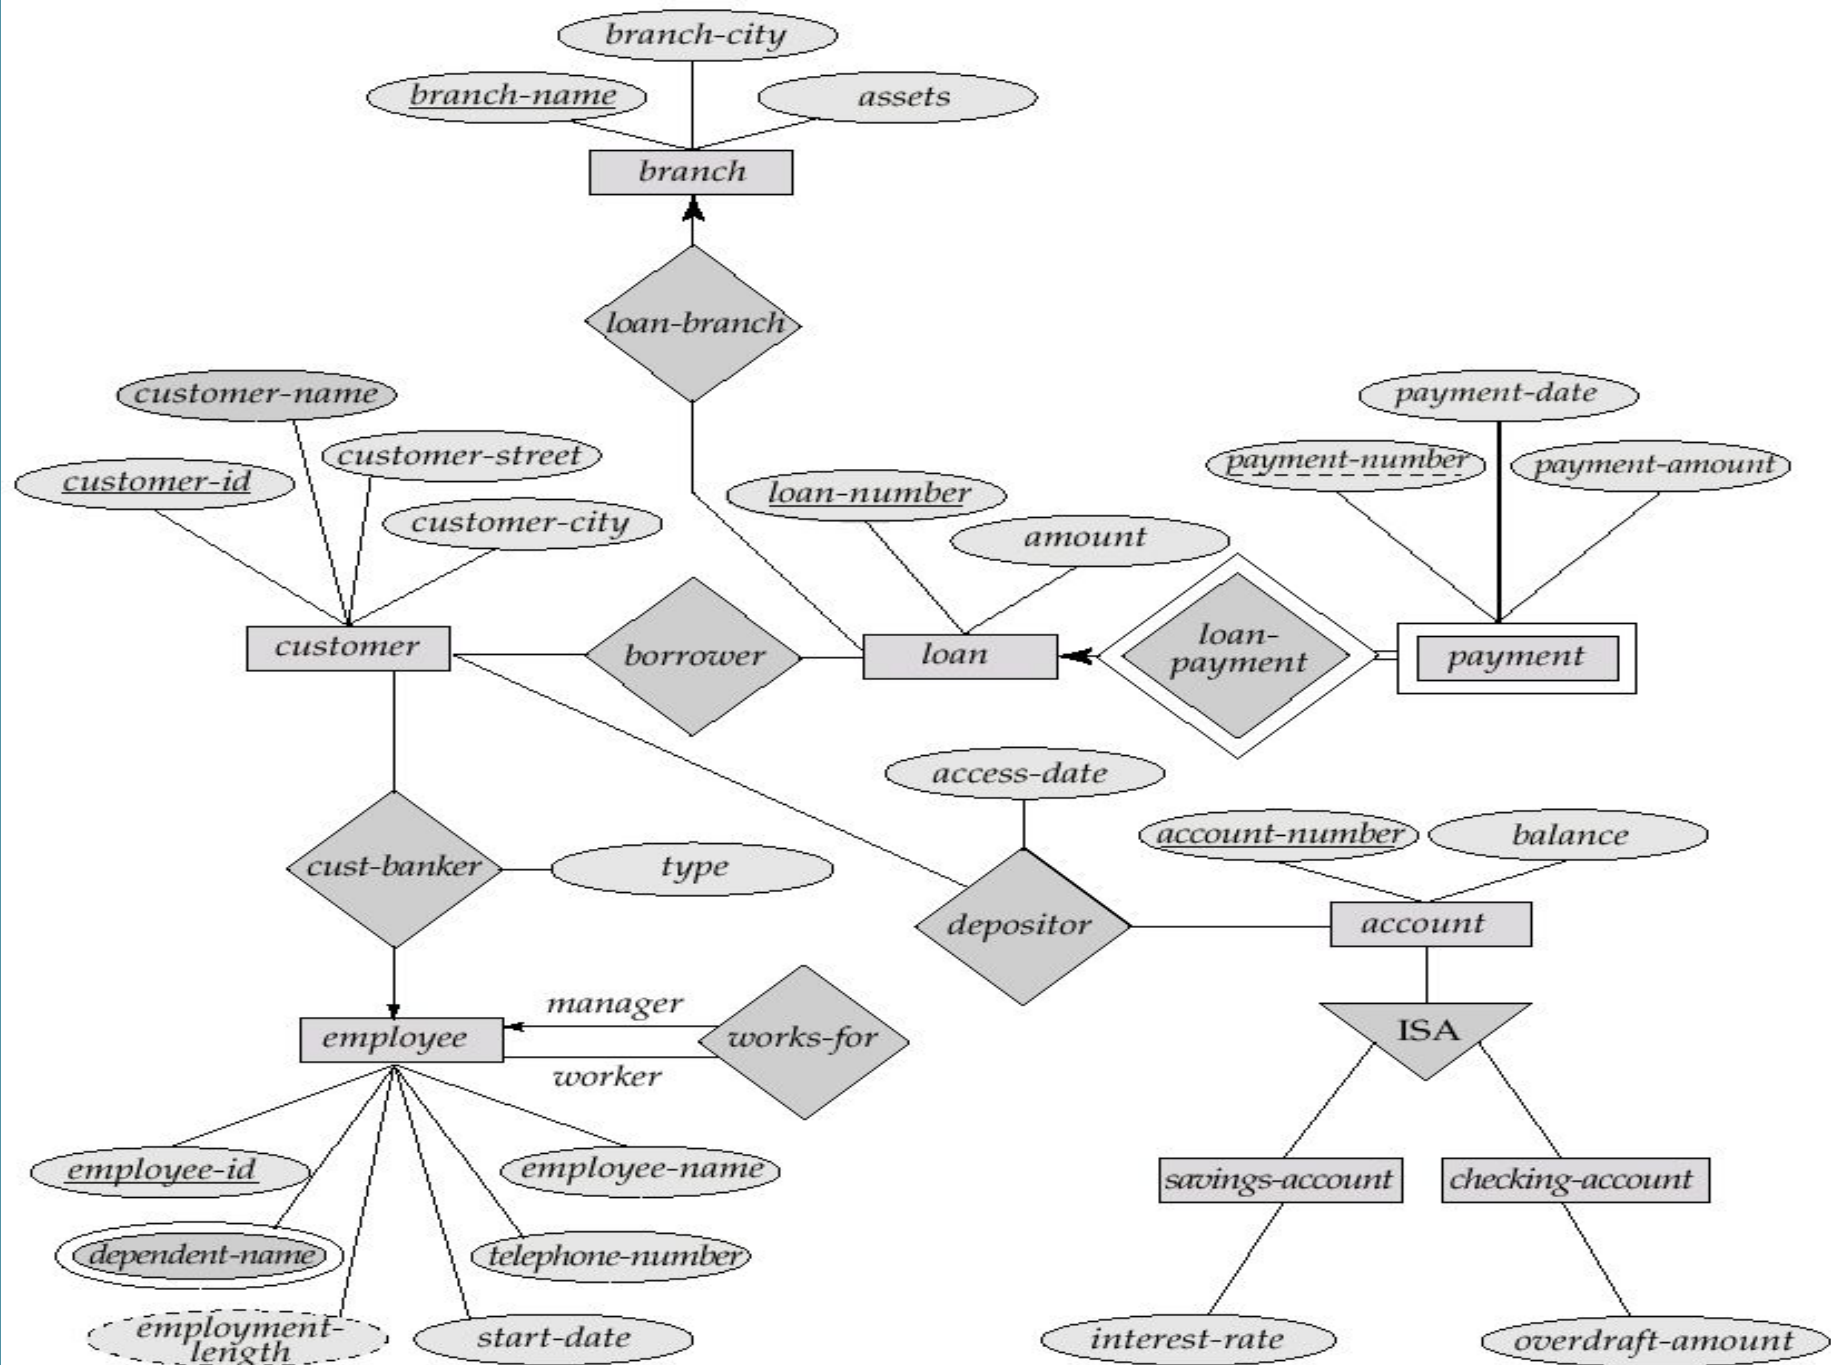 branch-city
branch-name
assets
branch
loan-branch
customer-name
payment-date
customer-street
payment-number
payment-amount
customer-id
loan-number
customer-city
amount
customer
borrower
loan
loan-
payment
payment
access-date
account-number
balance
cust-banker
type
depositor
account
manager
employee
works-for
ISA
worker
employee-id
employee-name
savings-account
checking-account
dependent-name
telephone-number
employment-
length
start-date
interest-rate
overdraft-amount